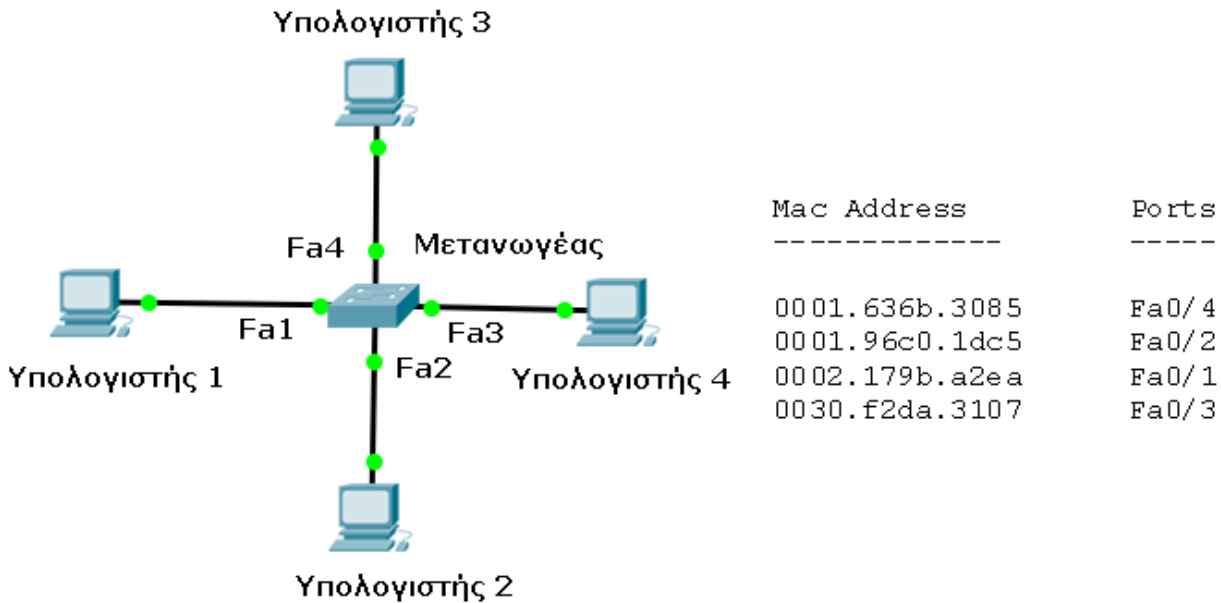 Υπολογιστής 3
Fa4
Μετανωγέας
Fa1
Fa3
Fa2
Υπολογιστής 1
Υπολογιστής 4
Υπολογιστής 2
Mac Address Ports
------------- -----
0001.636b.3085 Fa0/4
0001.96c0.1dc5 Fa0/2
0002.179b.a2ea Fa0/1
0030.f2da.3107 Fa0/3